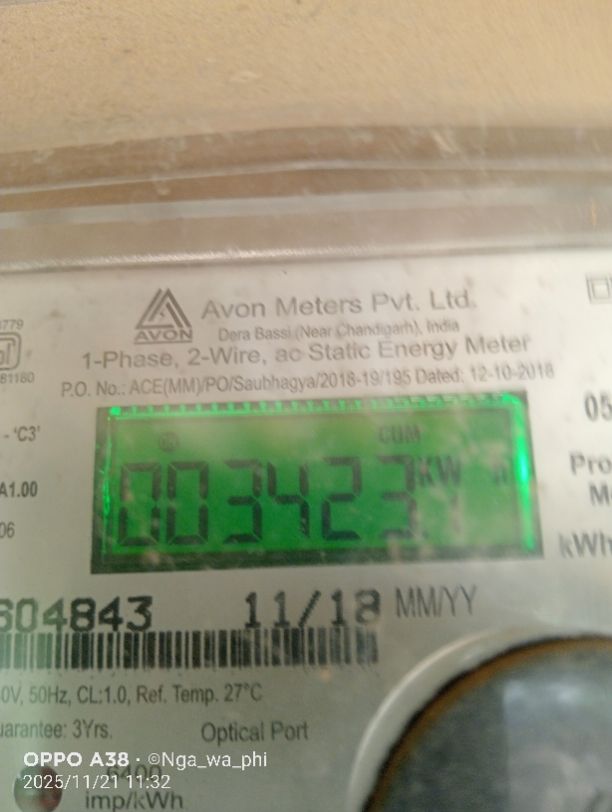 Avon Meters Pvt. Ltd.
AVON
Dera Bassi (Near Chandigarh), India
1-Phase, 2-Wire, ac Static Energy Meter
P.O. No.: ACE(MM)/PO/Saubhagya/2018-19/195 Dated: 12-10-2018
- 'C3'
05
A1.00
Pro
06
CUM
003423 KW h
kWh
604843 11/18 MM/YY
0V, 50Hz, CL:1.0, Ref. Temp. 27°C
uarantee: 3Yrs. Optical Port
imp/kWh
OPPO A38 · ©Nga_wa_phi
2025/11/21 11:32